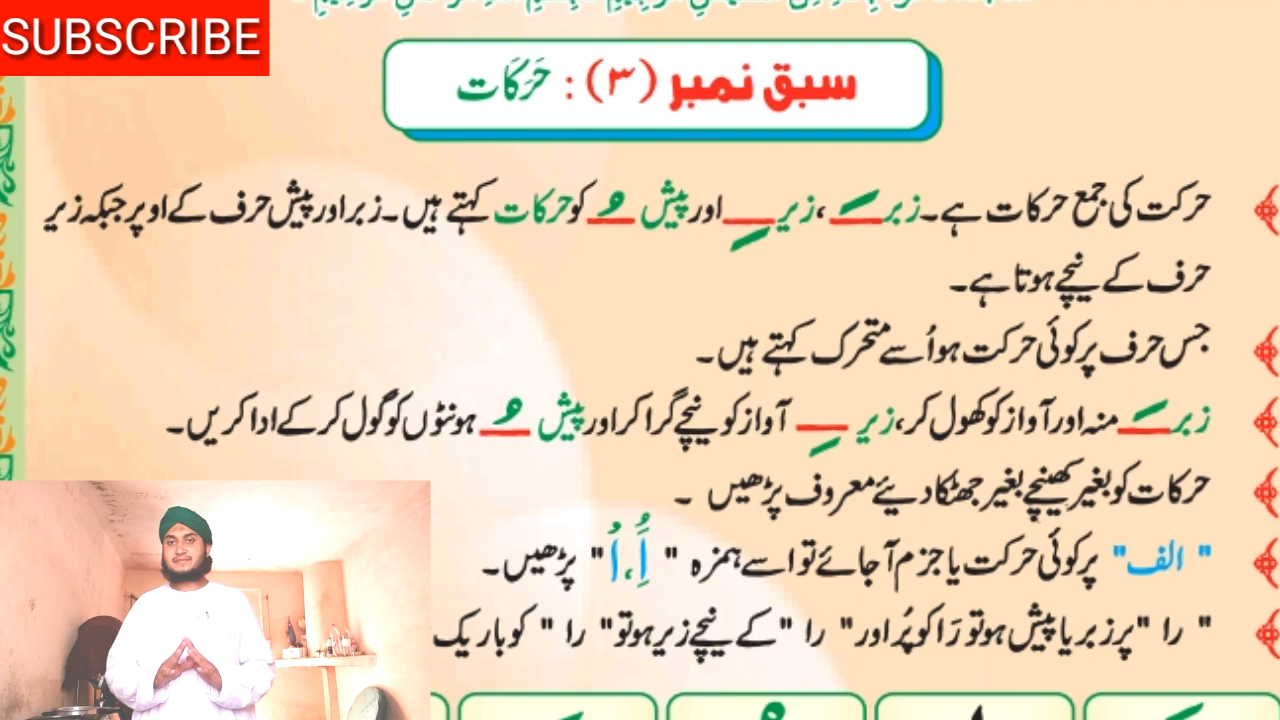 SUBSCRIBE
سبق نمبر (٣) : حَرَکَات
حرکت کی جمع حرکات ہے۔ زبر ـَـ ، زیر ـِـ اور پیش ـُـ کو حرکات کہتے ہیں۔ زبر اور پیش حرف کے اوپر جبکہ زیر
حرف کے نیچے ہوتا ہے۔
جس حرف پر کوئی حرکت ہو اُسے متحرک کہتے ہیں۔
زبر ـَـ منہ اور آواز کو کھول کر، زیر ـِـ آواز کو نیچے گرا کر اور پیش ـُـ ہونٹوں کو گول کر کے ادا کریں۔
حرکات کو بغیر کھینچے بغیر جھٹکا دیئے معروف پڑھیں ۔
" الف" پر کوئی حرکت یا جزم آ جائے تو اسے ہمزہ " " پڑھیں۔
" را "پر زبر یا پیش ہو تو رَا کو پُر اور" را "کے نیچے زیر ہو تو" را " کو باریک